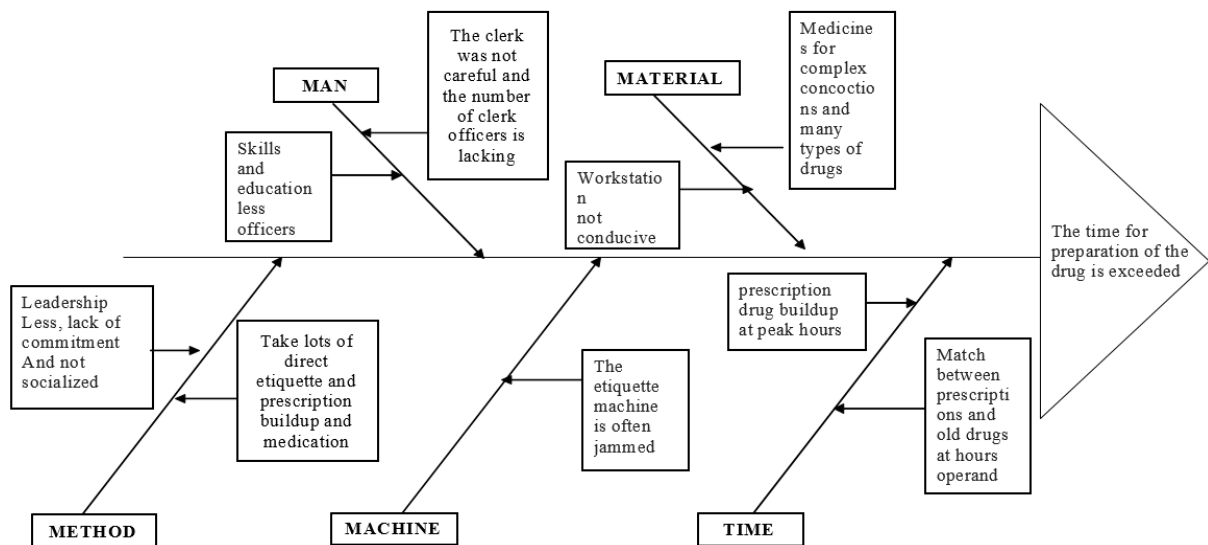 MAN
The clerk
was not
careful and
the number
of clerk
officers is
lacking
Skills
and
education
less
officers
MATERIAL
Medicine
s for
complex
concoctio
ns and
many
types of
drugs
Workstatio
n
not
conducive
The time for
preparation of the
drug is exceeded
Leadership
Less, lack of
commitment
And not
socialized
Take lots of
direct
etiquette and
prescription
buildup and
medication
METHOD
The
etiquette
machine
is often
jammed
MACHINE
prescription
drug buildup
at peak hours
Match
between
prescripti
ons and
old drugs
at hours
operand
TIME